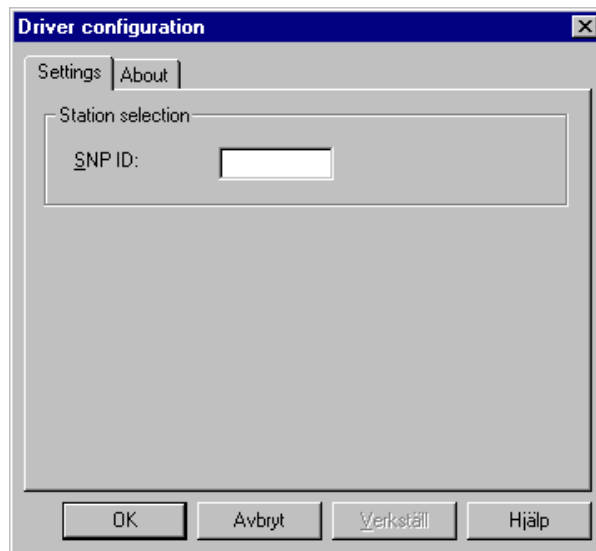 Driver configuration
Settings About
Station selection
SNP ID:
OK Avbryt Verkställ Hjälp